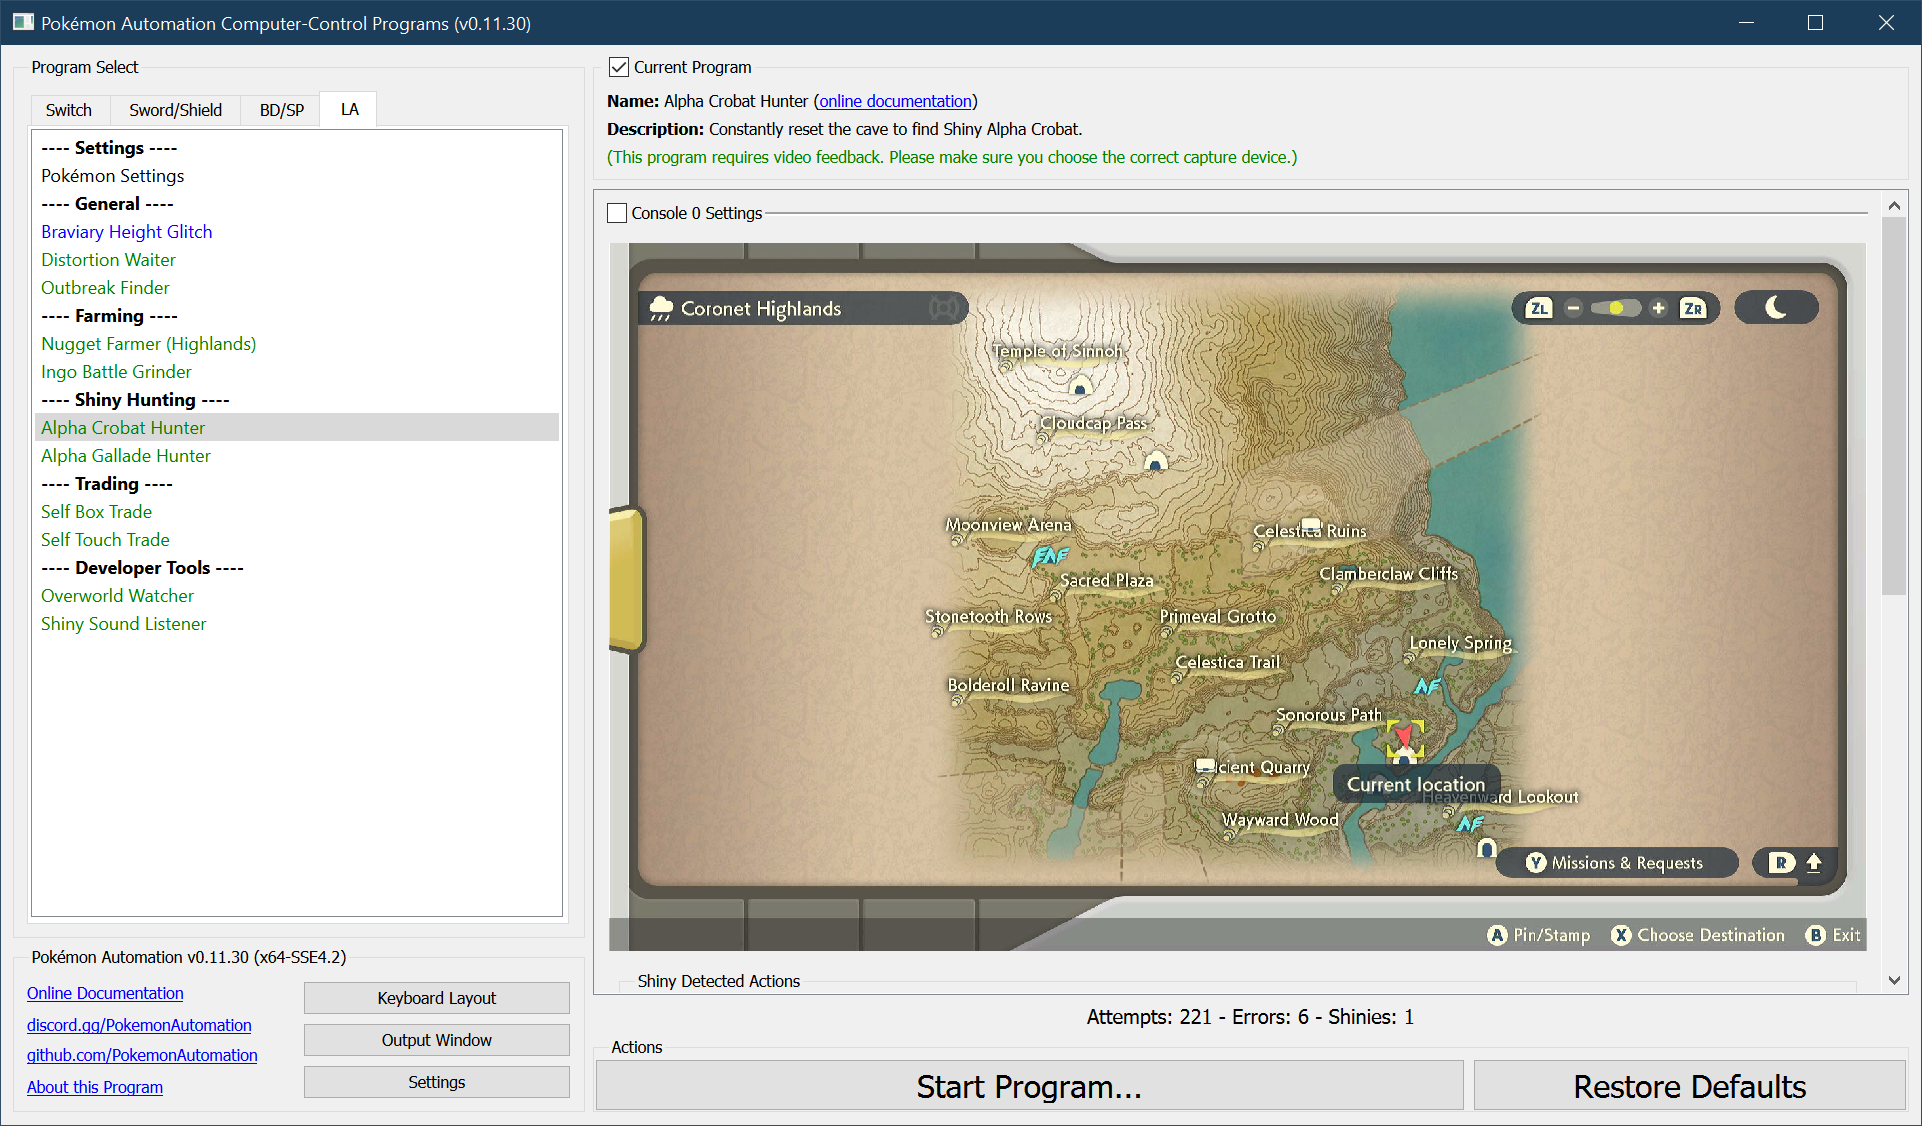 Pokémon Automation Computer-Control Programs (v0.11.30)
Program Select
Switch
Sword/Shield
BD/SP
LA
---- Settings ----
Pokémon Settings
---- General ----
Braviary Height Glitch
Distortion Waiter
Outbreak Finder
---- Farming ----
Nugget Farmer (Highlands)
Ingo Battle Grinder
---- Shiny Hunting ----
Alpha Crobat Hunter
Alpha Gallade Hunter
---- Trading ----
Self Box Trade
Self Touch Trade
---- Developer Tools ----
Overworld Watcher
Shiny Sound Listener
Pokémon Automation v0.11.30 (x64-SSE4.2)
Online Documentation
discord.gg/PokemonAutomation
github.com/PokemonAutomation
About this Program
Keyboard Layout
Output Window
Settings
Current Program
Name: Alpha Crobat Hunter (online documentation)
Description: Constantly reset the cave to find Shiny Alpha Crobat.
(This program requires video feedback. Please make sure you choose the correct capture device.)
Console 0 Settings
Coronet Highlands
ZL
ZR
Temple of Sinnoh
Cloudcap Pass
Moonview Arena
Celestica Ruins
Sacred Plaza
Clamberclaw Cliffs
Stonetooth Rows
Primeval Grotto
Lonely Spring
Celestica Trail
Bolderoll Ravine
Sonorous Path
cient Quarry
Current location
Heavenward Lookout
Wayward Wood
Y Missions & Requests
R
A Pin/Stamp
X Choose Destination
B Exit
Shiny Detected Actions
Attempts: 221 - Errors: 6 - Shinies: 1
Actions
Start Program...
Restore Defaults